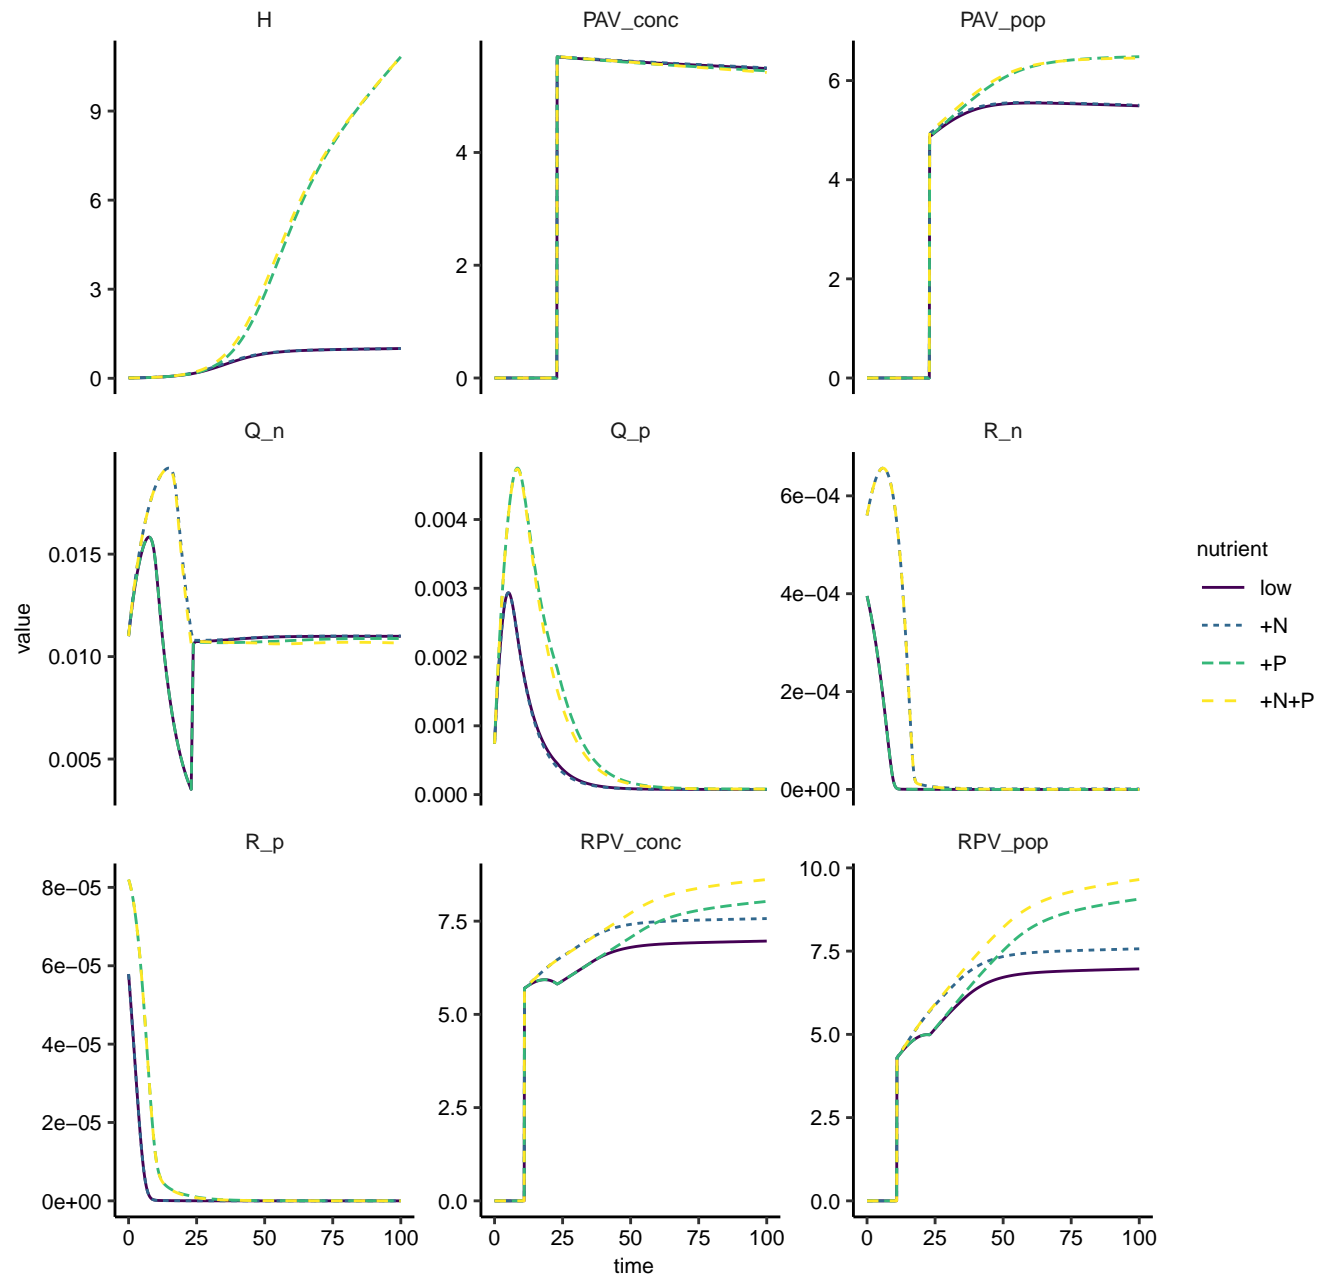 H
PAV_conc
PAV_pop
9
6
3
0
4
2
0
6
4
2
0
Q_n
Q_p
R_n
0.015
0.010
0.005
0.004
0.003
0.002
0.001
0.000
6e−04
4e−04
2e−04
0e+00
value
nutrient
low
+N
+P
+N+P
R_p
RPV_conc
RPV_pop
8e−05
6e−05
4e−05
2e−05
0e+00
7.5
5.0
2.5
0.0
10.0
7.5
5.0
2.5
0.0
0 25 50 75 100
0 25 50 75 100
0 25 50 75 100
time